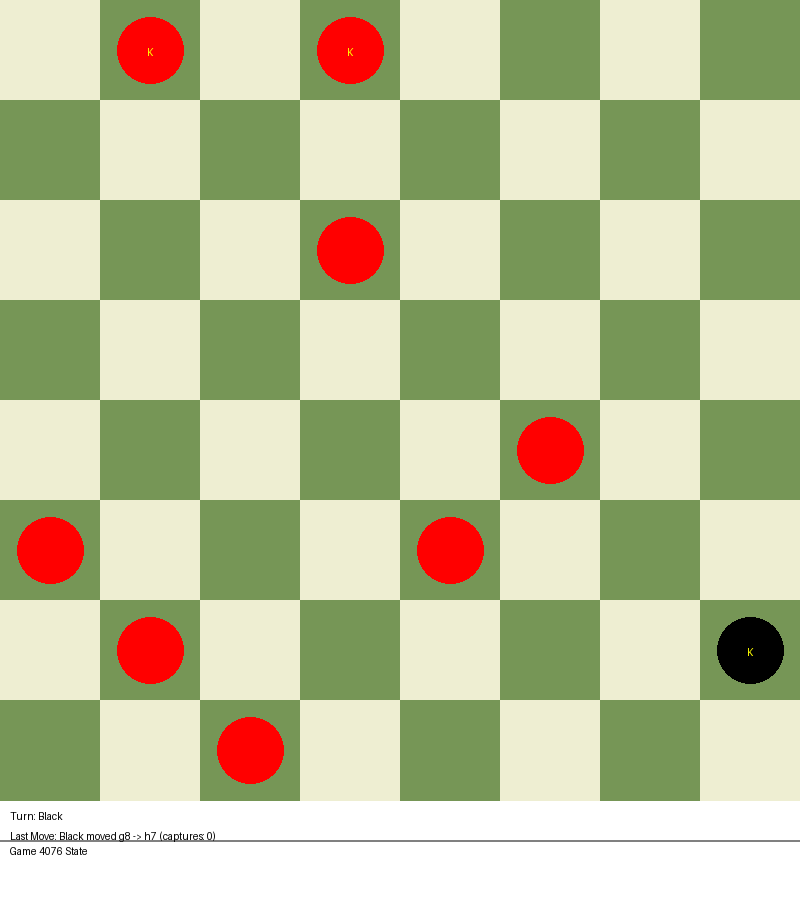 K K
K
Turn: Black
Last Move: Black moved g8 -> h7 (captures: 0)
Game 4076 State